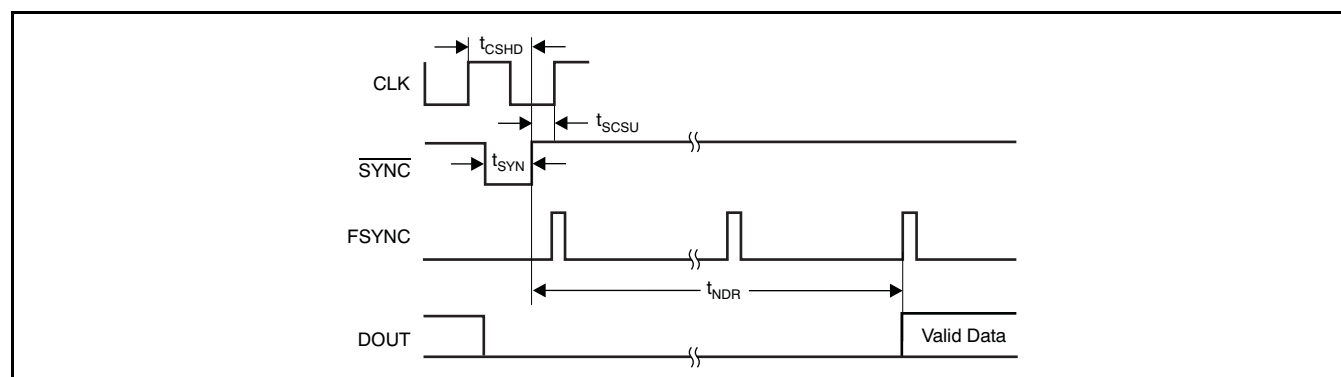 tCSHD
CLK
tSCSU
SYNC
tSYN
FSYNC
tNDR
DOUT
Valid Data